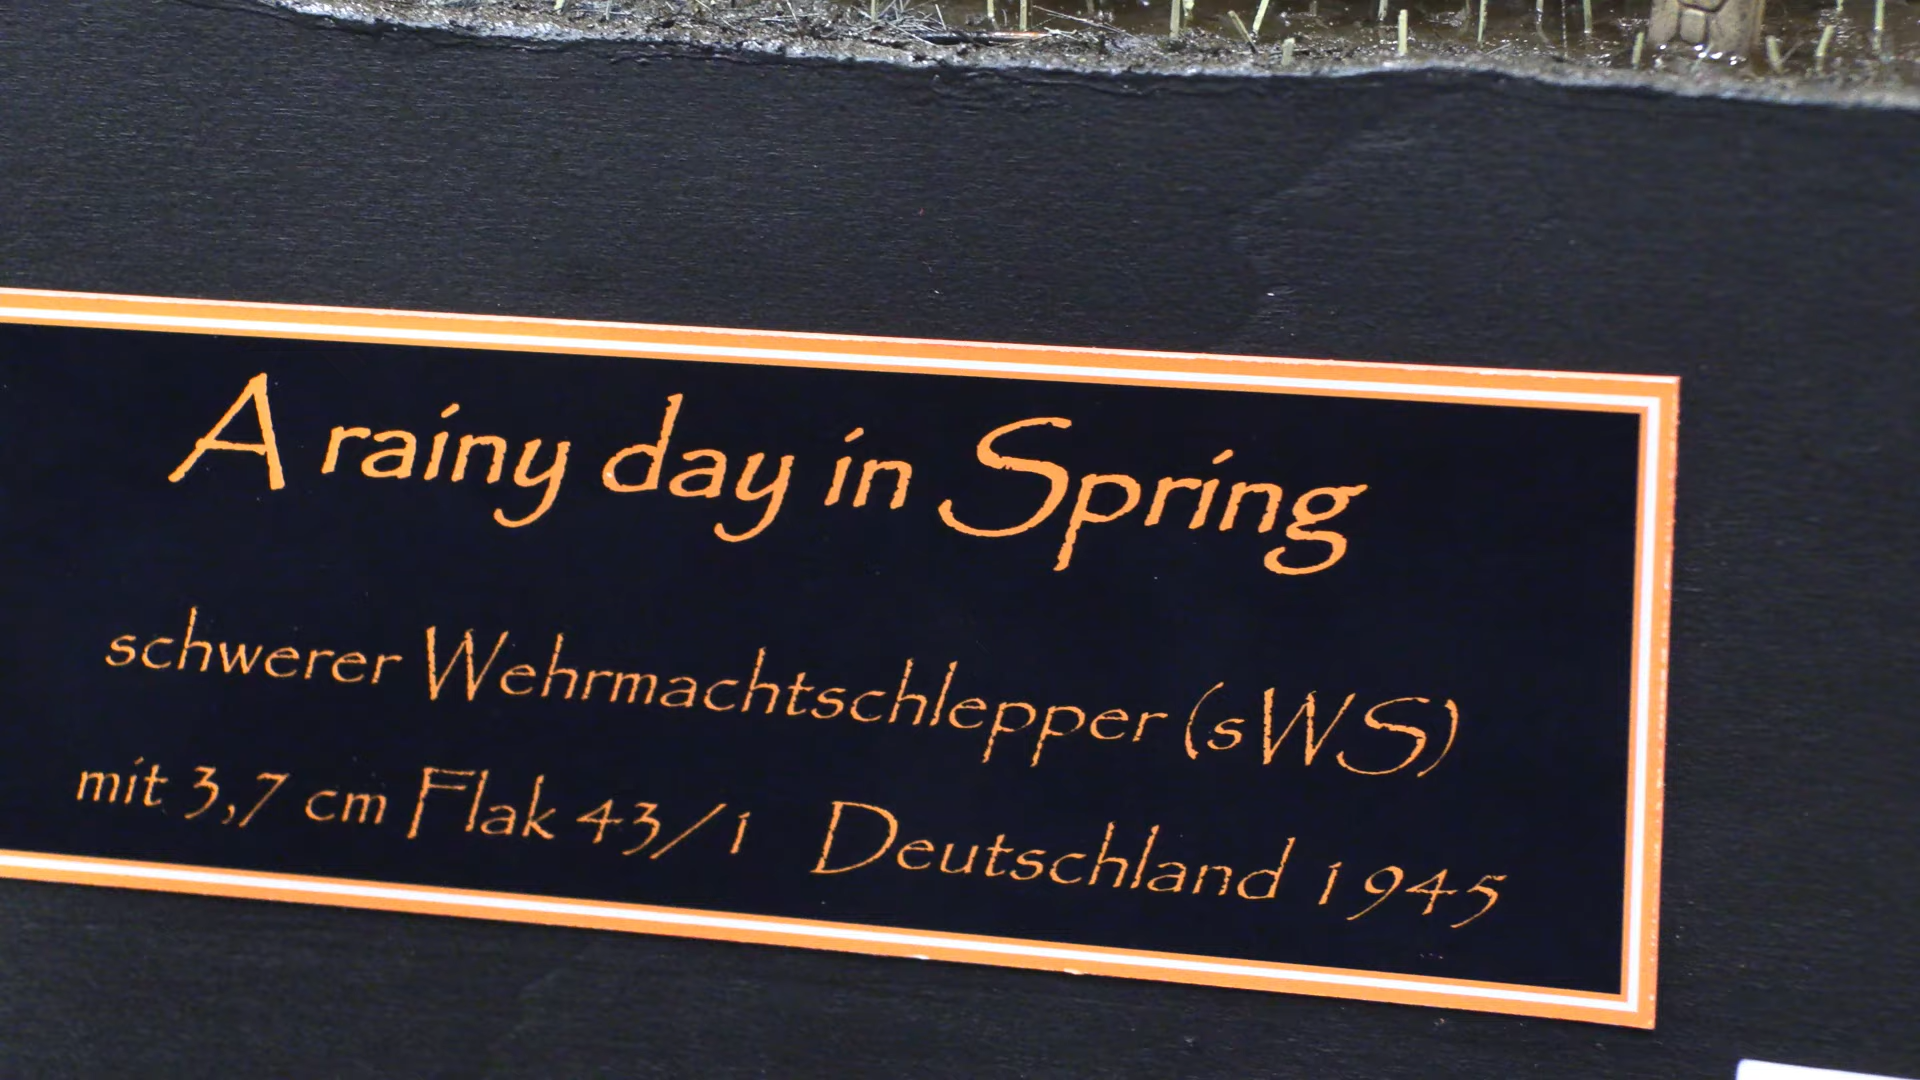 A rainy day in Spring
schwerer Wehrmachtschlepper (sWS)
mit 3,7 cm Flak 43/1 Deutschland 1945